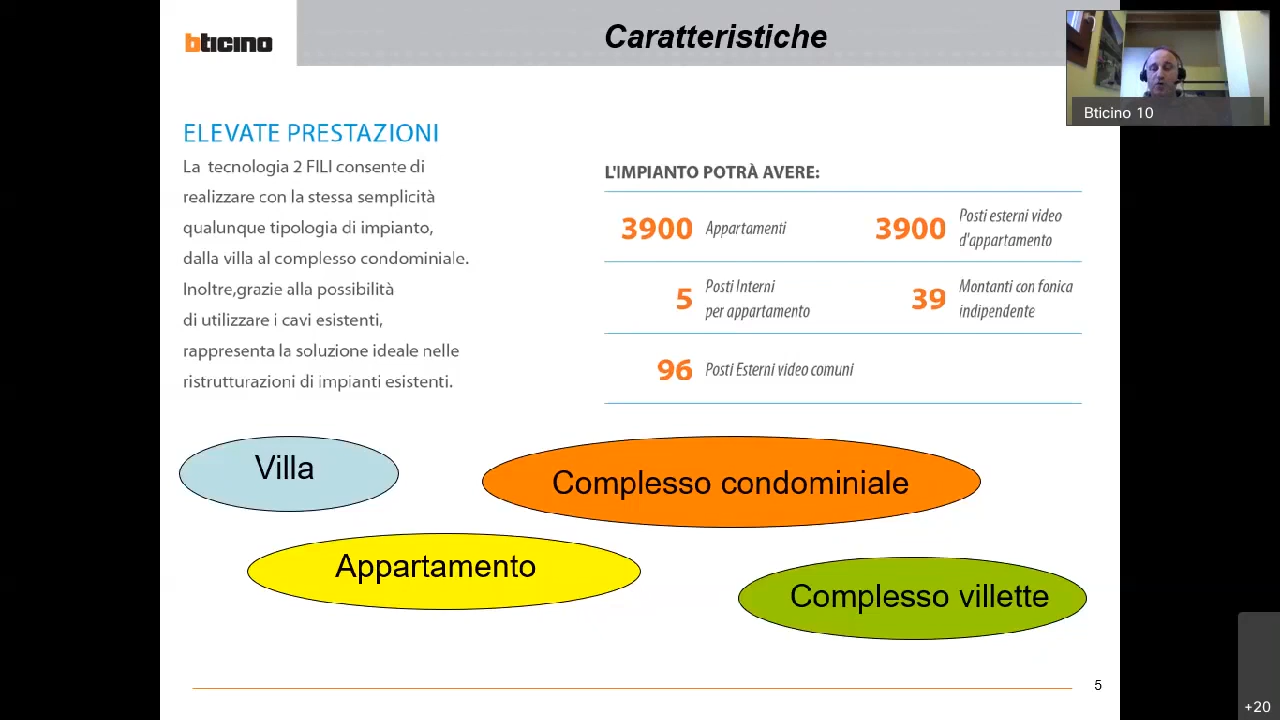 bticino
Caratteristiche
Bticino 10
ELEVATE PRESTAZIONI
La tecnologia 2 FILI consente di
realizzare con la stessa semplicità
qualunque tipologia di impianto,
dalla villa al complesso condominiale.
Inoltre,grazie alla possibilità
di utilizzare i cavi esistenti,
rappresenta la soluzione ideale nelle
ristrutturazioni di impianti esistenti.
L'IMPIANTO POTRÀ AVERE:
3900 Appartamenti
3900 Posti esterni video
d'appartamento
5 Posti Interni
per appartamento
39 Montanti con fonica
indipendente
96 Posti Esterni video comuni
Villa
Complesso condominiale
Appartamento
Complesso villette
5
+20